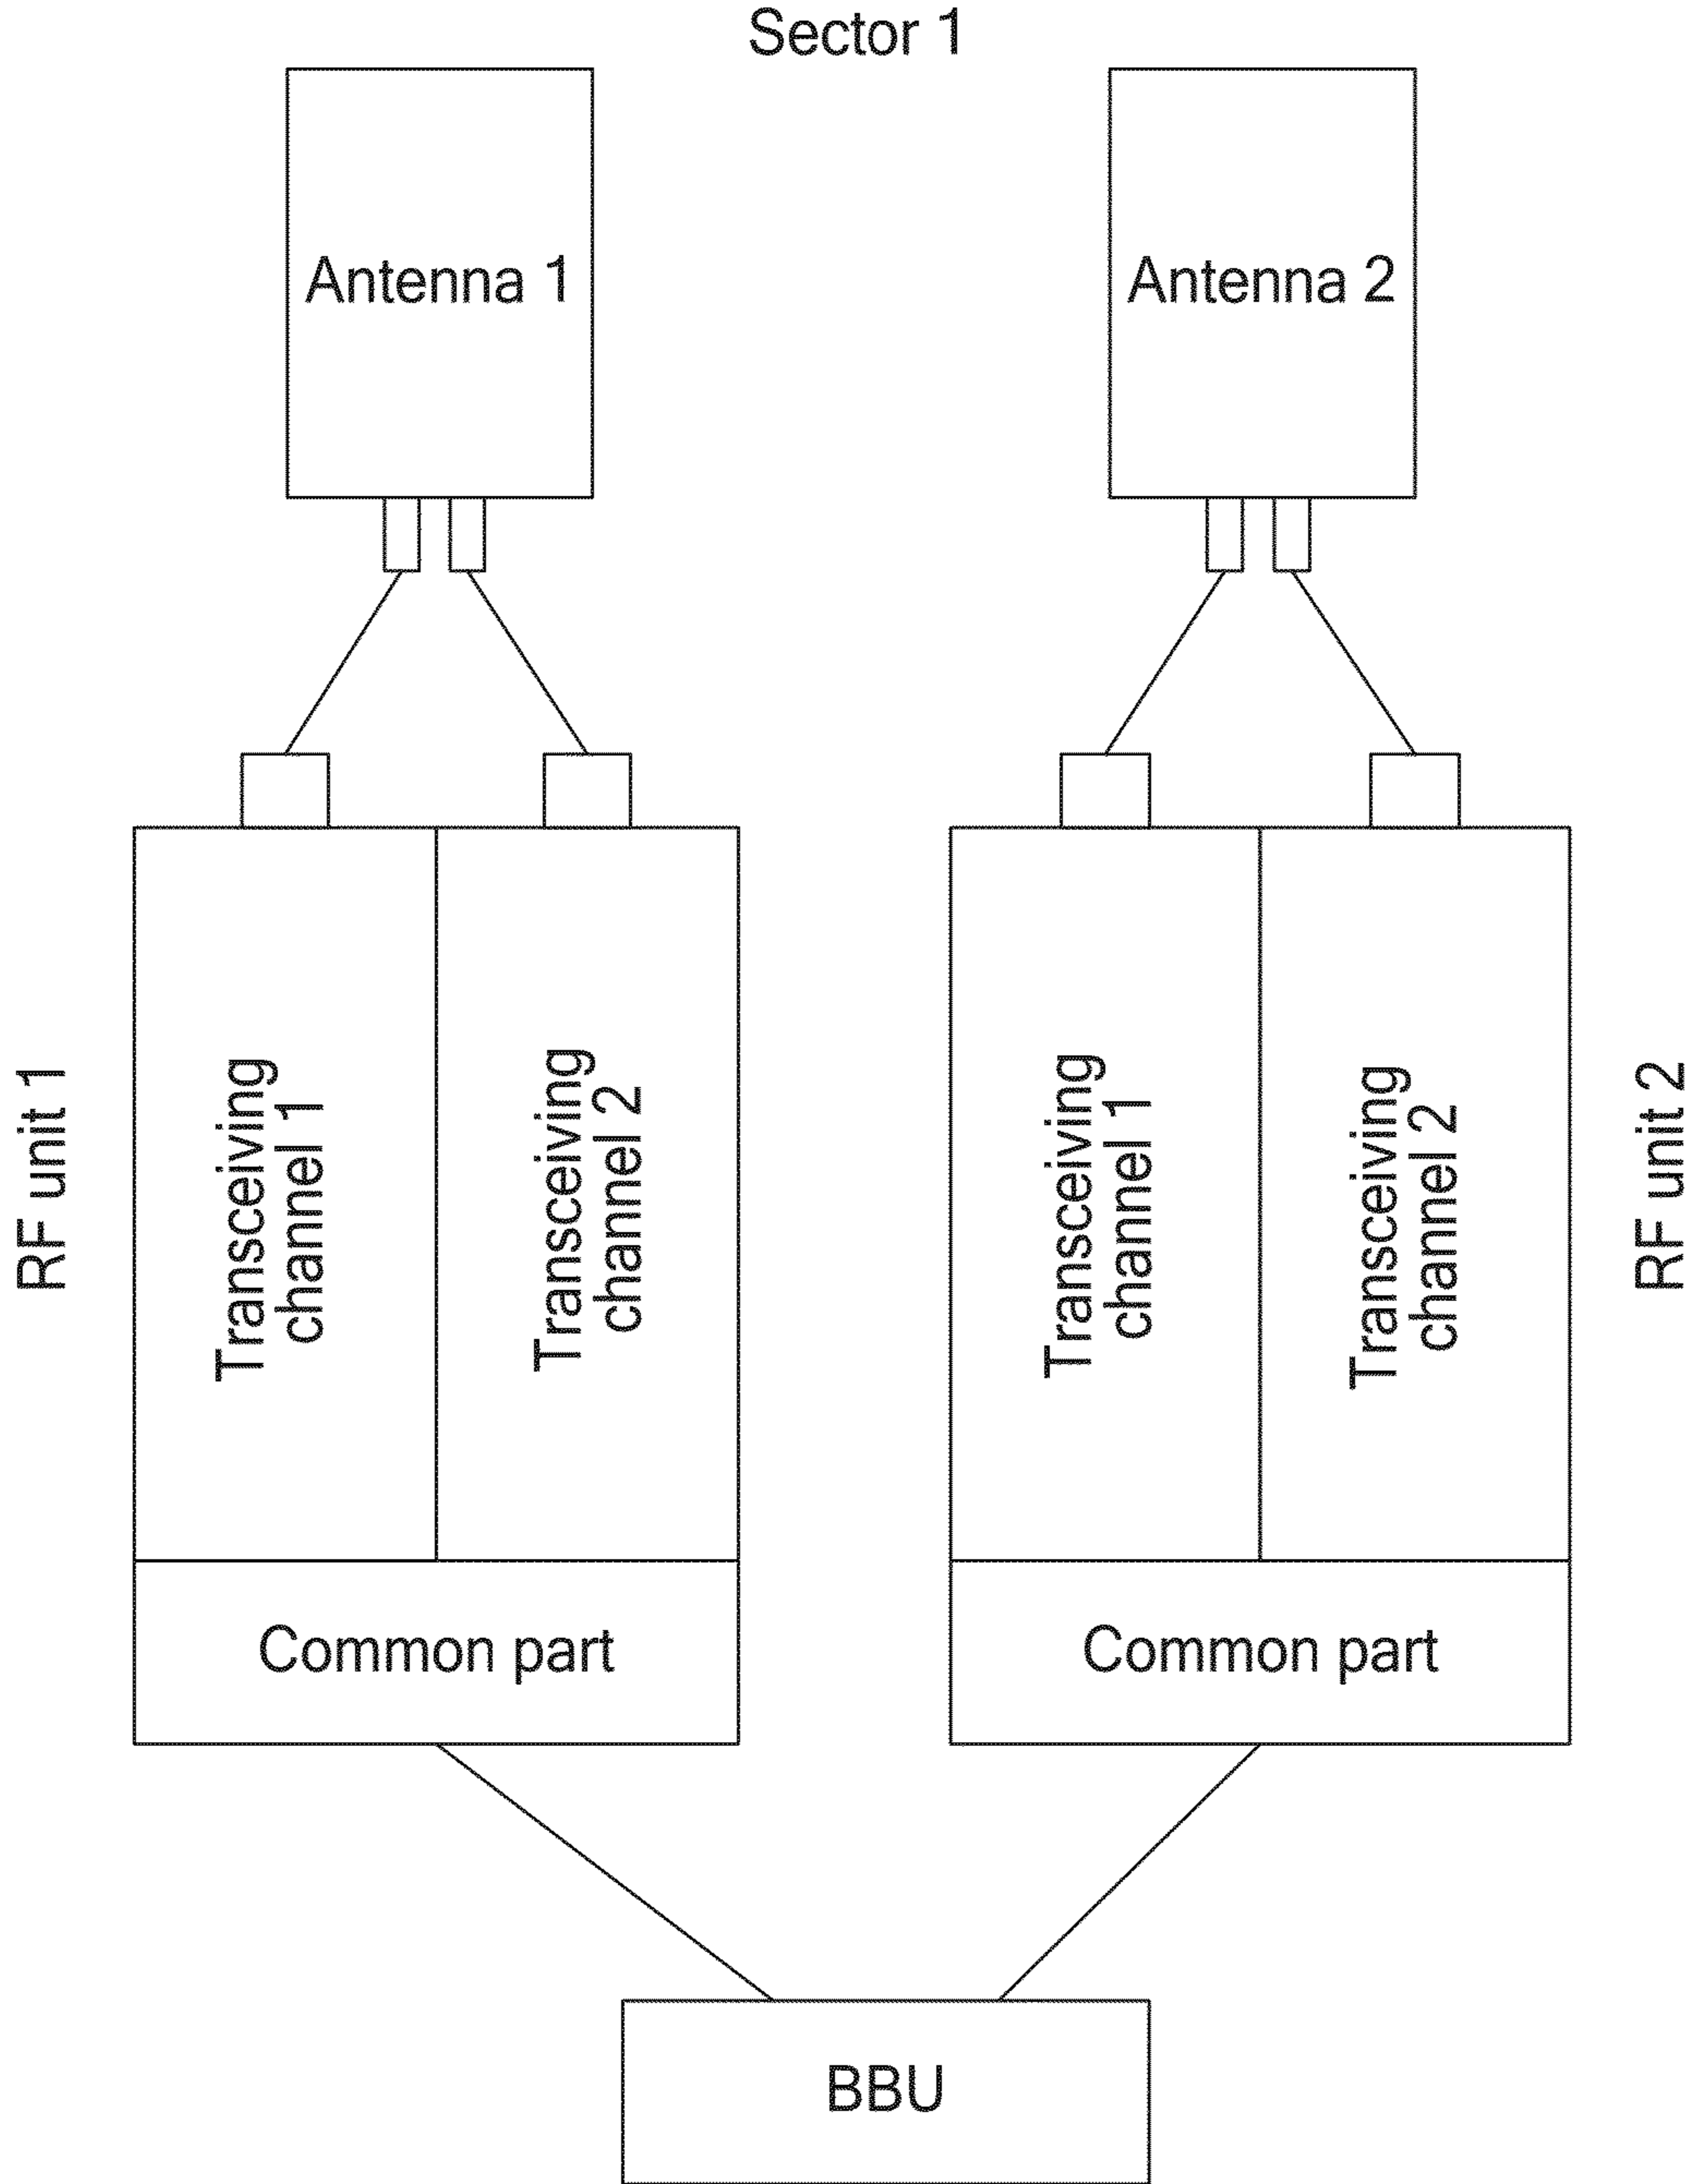 Sector 1
Antenna 1
Antenna 2
RF unit 1
Transceiving
channel 1
Transceiving
channel 2
Transceiving
channel 1
Transceiving
channel 2
RF unit 2
Common part
Common part
BBU